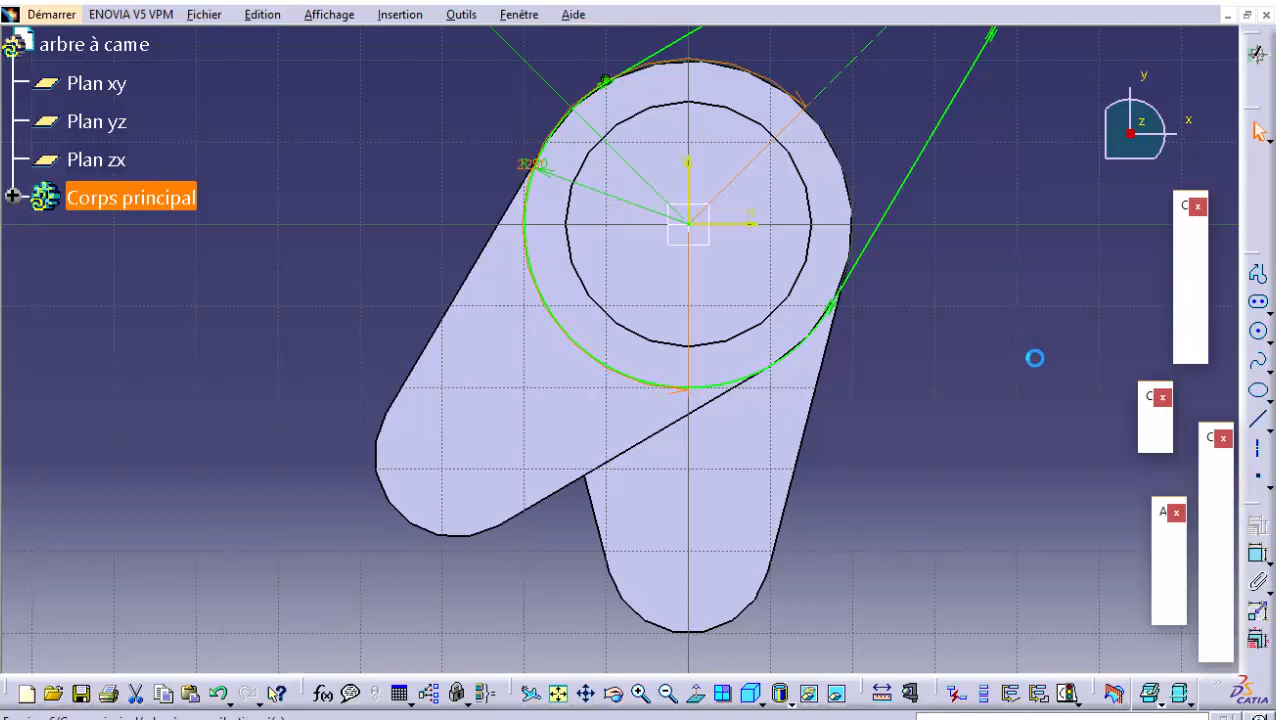 Démarrer ENOVIA V5 VPM Fichier Edition Affichage Insertion Outils Fenêtre Aide
arbre à came
Plan xy
Plan yz
Plan zx
Corps principal
y
x
z
C
C
C
A
f(x)
CATIA